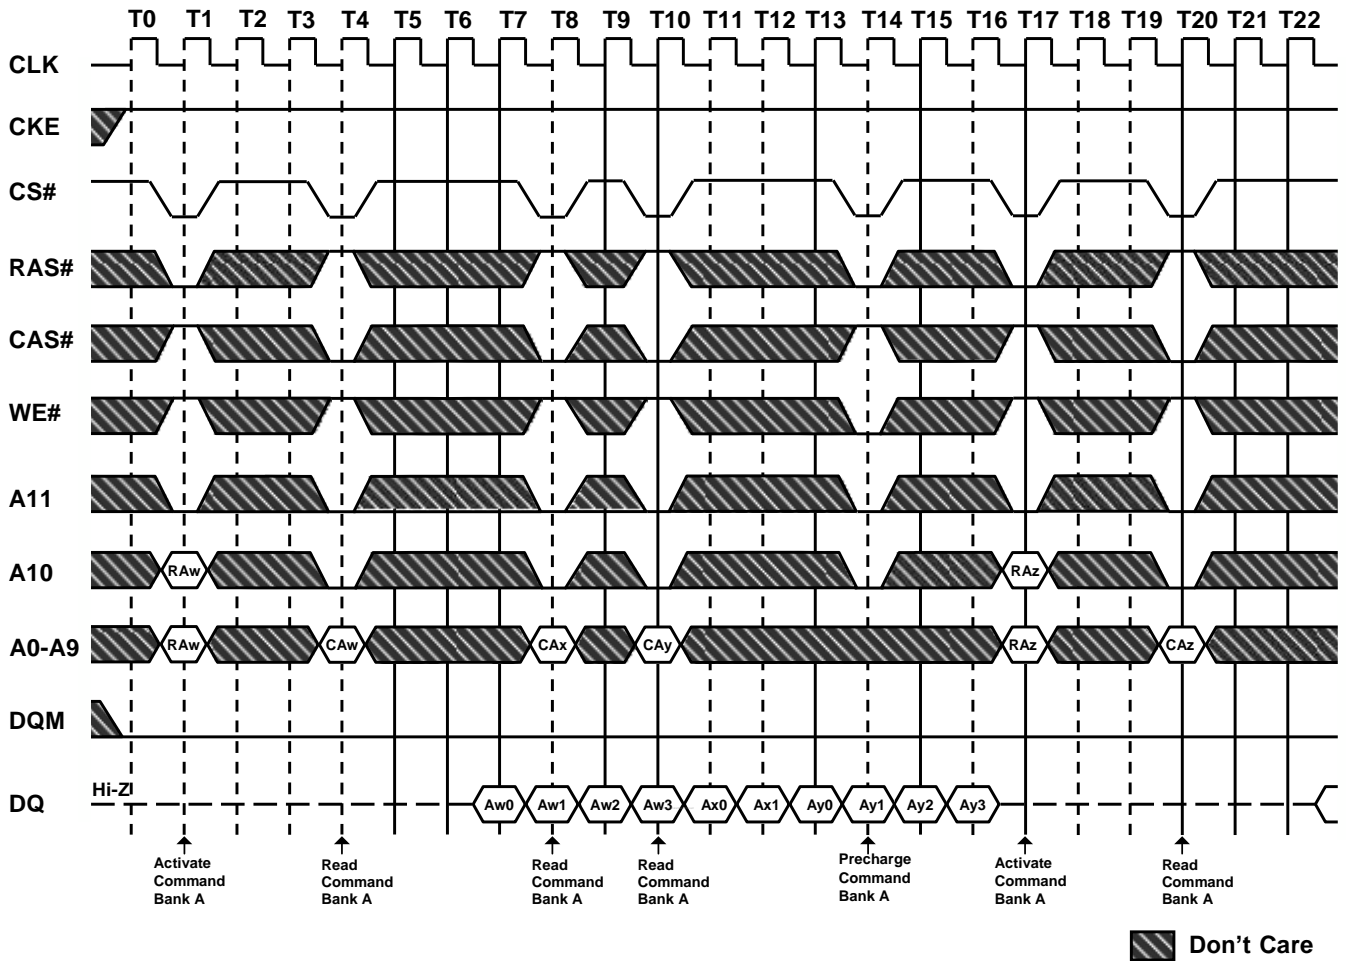 T0 T1 T2 T3 T4 T5 T6 T7 T8 T9 T10 T11 T12 T13 T14 T15 T16 T17 T18 T19 T20 T21 T22
CLK
CKE
CS#
RAS#
CAS#
WE#
A11
A10 RAw RAz
A0-A9 RAw CAw CAx CAy RAz CAz
DQM
DQ Hi-Z Aw0 Aw1 Aw2 Aw3 Ax0 Ax1 Ay0 Ay1 Ay2 Ay3
Activate
Command
Bank A
Read
Command
Bank A
Read
Command
Bank A
Read
Command
Bank A
Precharge
Command
Bank A
Activate
Command
Bank A
Read
Command
Bank A
Don't Care